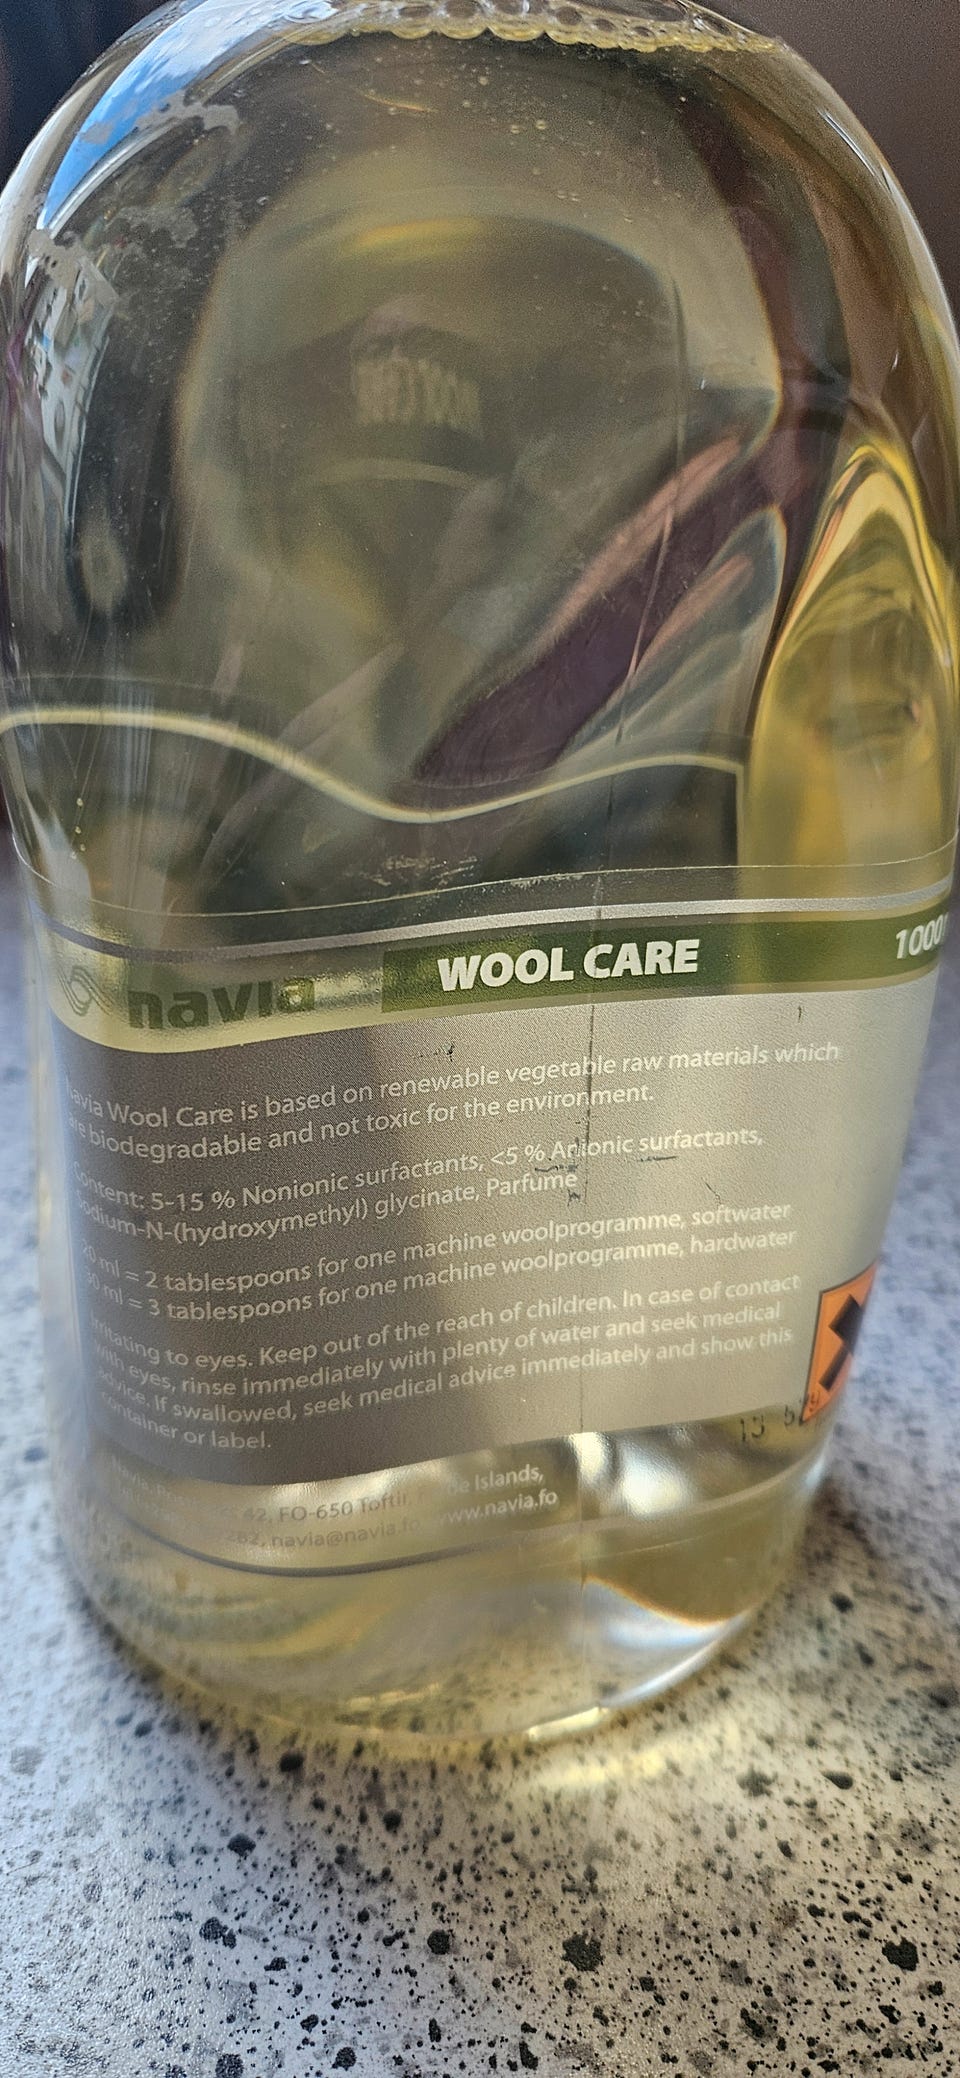 navia WOOL CARE 1000
Navia Wool Care is based on renewable vegetable raw materials which
are biodegradable and not toxic for the environment.
Content: 5-15 % Nonionic surfactants, <5 % Anionic surfactants,
Sodium-N-(hydroxymethyl) glycinate, Parfume
ml = 2 tablespoons for one machine woolprogramme, softwater
ml = 3 tablespoons for one machine woolprogramme, hardwater
Irritating to eyes. Keep out of the reach of children. In case of contact
with eyes, rinse immediately with plenty of water and seek medical
advice. If swallowed, seek medical advice immediately and show this
container or label.
Navia, 42, FO-650 Toftir, Islands,
navia@navia.fo www.navia.fo